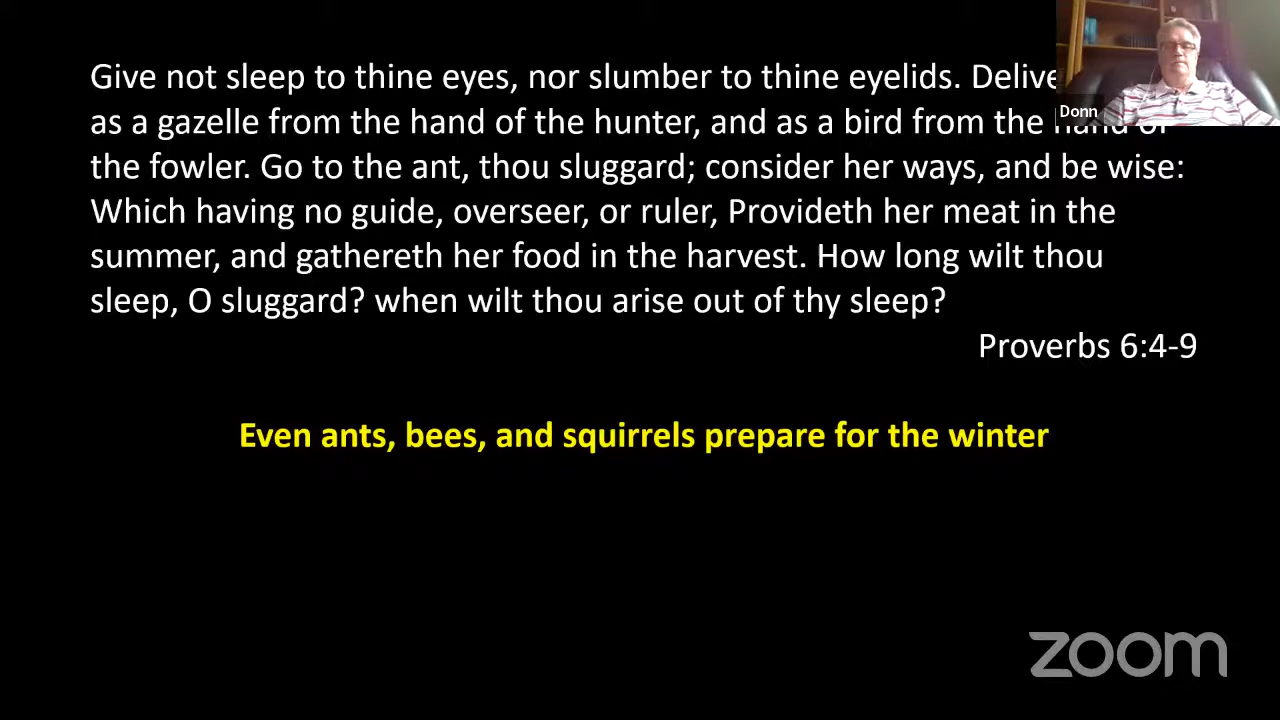 Give not sleep to thine eyes, nor slumber to thine eyelids. Delive
as a gazelle from the hand of the hunter, and as a bird from the hand of
the fowler. Go to the ant, thou sluggard; consider her ways, and be wise:
Which having no guide, overseer, or ruler, Provideth her meat in the
summer, and gathereth her food in the harvest. How long wilt thou
sleep, O sluggard? when wilt thou arise out of thy sleep?
Proverbs 6:4-9
Even ants, bees, and squirrels prepare for the winter
Donn
zoom